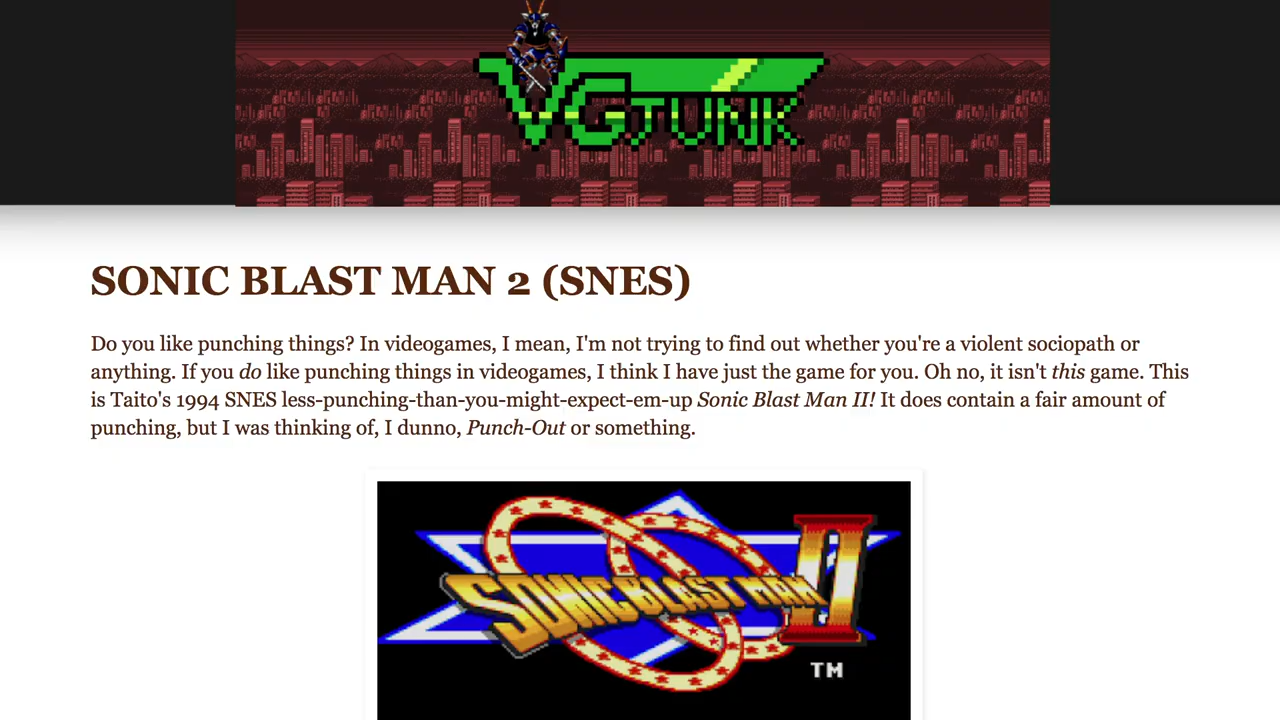 VGJUNK
SONIC BLAST MAN 2 (SNES)
Do you like punching things? In videogames, I mean, I'm not trying to find out whether you're a violent sociopath or
anything. If you do like punching things in videogames, I think I have just the game for you. Oh no, it isn't this game. This
is Taito's 1994 SNES less-punching-than-you-might-expect-em-up Sonic Blast Man II! It does contain a fair amount of
punching, but I was thinking of, I dunno, Punch-Out or something.
SONIC BLAST MAN II
TM